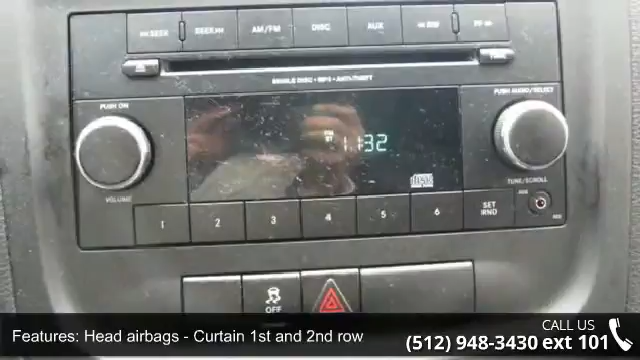 SEEK SEEK AM/FM DISC AUX RW FF
SINGLE DISC • MP3 • ANTI-THEFT
PUSH ON
PUSH AUDIO/SELECT
11:32
VOLUME
TUNE/SCROLL
1 2 3 4 5 6 SET RND
AUX
OFF
Features: Head airbags - Curtain 1st and 2nd row
CALL US
(512) 948-3430 ext 101